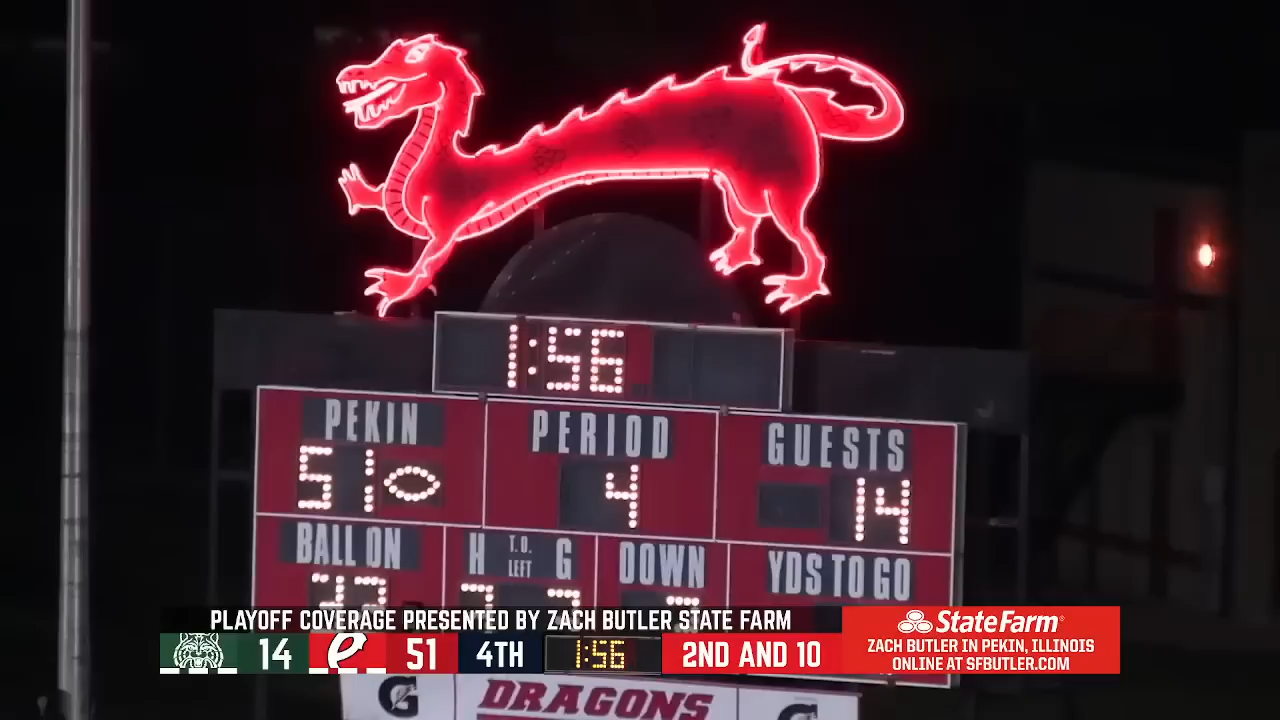 1:56
PEKIN
PERIOD
GUESTS
51
4
14
BALL ON
H T.O. LEFT G
DOWN
YDS TO GO
PLAYOFF COVERAGE PRESENTED BY ZACH BUTLER STATE FARM
14
e 51
4TH
1:56
2ND AND 10
StateFarm
ZACH BUTLER IN PEKIN, ILLINOIS
ONLINE AT SFBUTLER.COM
G
DRAGONS
G